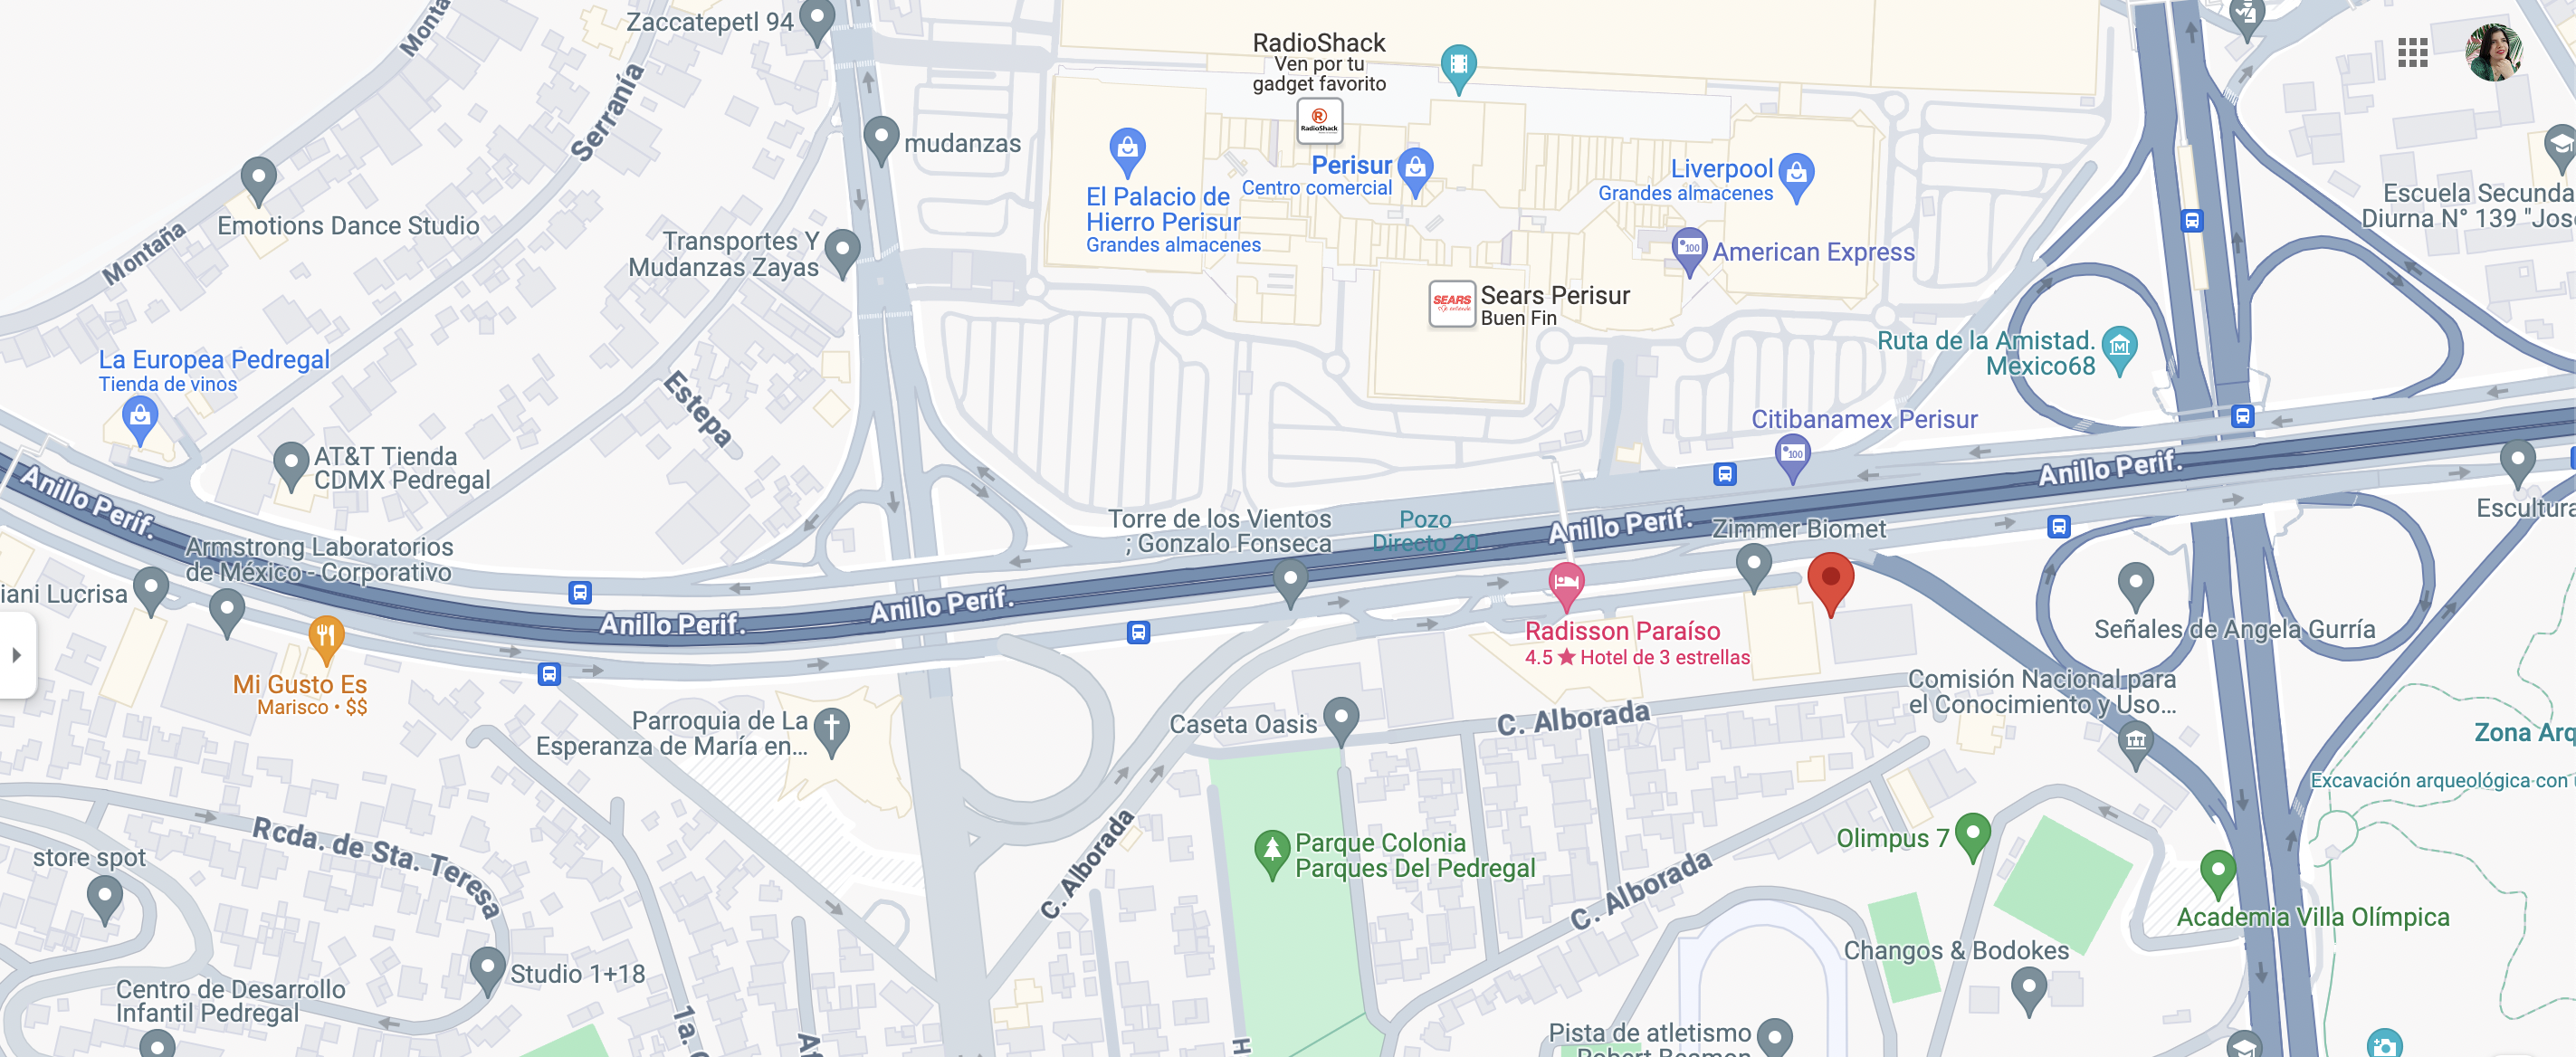 Zaccatepetl 94
RadioShack
Ven por tu
gadget favorito
RadioShack
Serranía
mudanzas
Perisur
Centro comercial
Liverpool
Grandes almacenes
El Palacio de
Hierro Perisur
Grandes almacenes
Escuela Secunda
Diurna N° 139 "Jos
Emotions Dance Studio
Montaña
Transportes Y
Mudanzas Zayas
100
American Express
SEARS
Sears Perisur
Buen Fin
Ruta de la Amistad.
Mexico68
La Europea Pedregal
Tienda de vinos
Estepa
Citibanamex Perisur
100
AT&T Tienda
CDMX Pedregal
Anillo Perif.
Anillo Perif.
Torre de los Vientos
; Gonzalo Fonseca
Pozo
Directo 20
Anillo Perif.
Zimmer Biomet
Escultura
Armstrong Laboratorios
de México - Corporativo
iani Lucrisa
Anillo Perif.
Anillo Perif.
Radisson Paraíso
4.5 ★ Hotel de 3 estrellas
Señales de Angela Gurría
Mi Gusto Es
Marisco • $$
Parroquia de La
Esperanza de María en...
Caseta Oasis
C. Alborada
Comisión Nacional para
el Conocimiento y Uso...
Zona Arq
Excavación arqueológica con
Rcda. de Sta. Teresa
store spot
C. Alborada
Parque Colonia
Parques Del Pedregal
C. Alborada
Olimpus 7
Academia Villa Olímpica
Changos & Bodokes
Studio 1+18
Centro de Desarrollo
Infantil Pedregal
1a.
H
Pista de atletismo
Robert Beamon